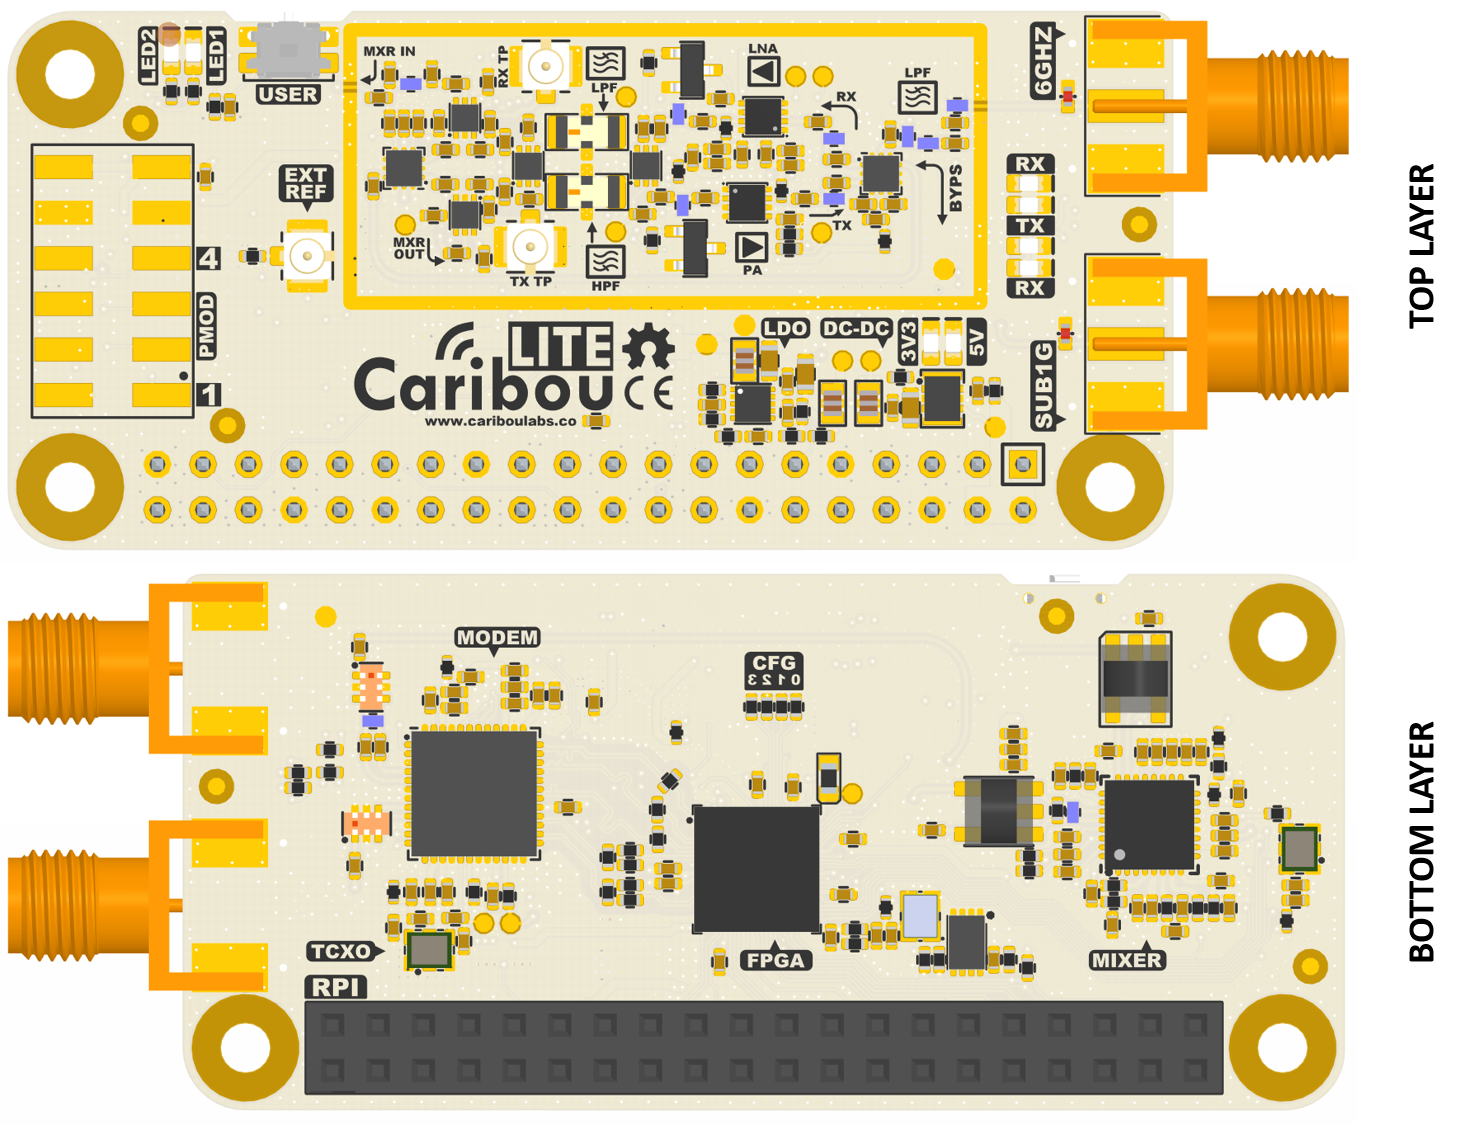 LED2
LED1
USER
MXR IN
RX TP
LPF
LNA
RX
LPF
6GHZ
EXT
REF
BYPS
TX
MXR
OUT
TX TP
HPF
PA
RX
TX
RX
4
PMOD
1
LITE
Caribou CE
www.cariboulabs.co
LDO
DC-DC
3V3
5V
SUB1G
TOP LAYER
MODEM
CFG
0 1 2 3
TCXO
FPGA
MIXER
RPI
BOTTOM LAYER